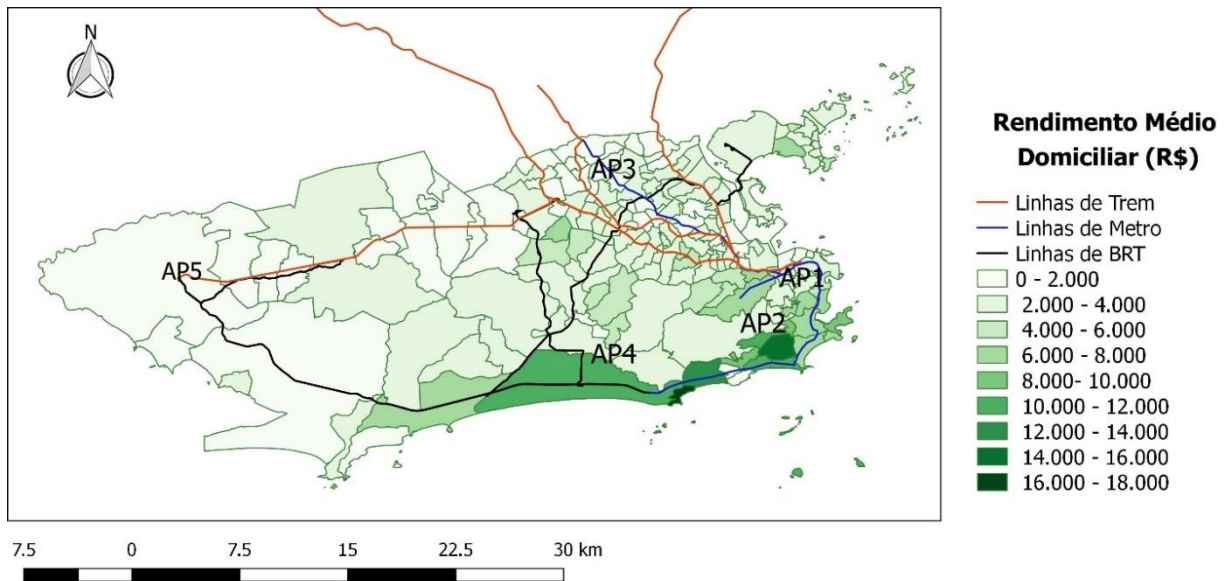 N
AP3
AP5
AP1
AP2
AP4
Rendimento Médio
Domiciliar (R$)
Linhas de Trem
Linhas de Metro
Linhas de BRT
0 - 2.000
2.000 - 4.000
4.000 - 6.000
6.000 - 8.000
8.000- 10.000
10.000 - 12.000
12.000 - 14.000
14.000 - 16.000
16.000 - 18.000
7.5 0 7.5 15 22.5 30 km